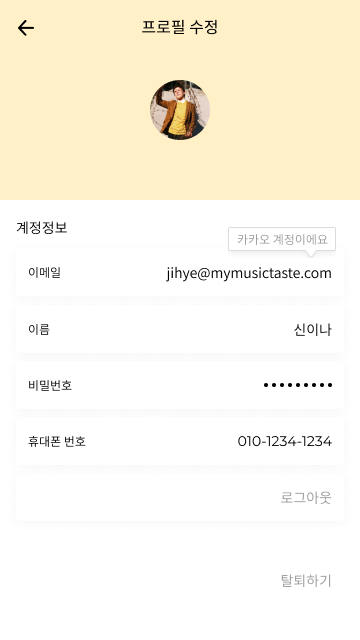 프로필 수정
계정정보
카카오 계정이에요
이메일 jihye@mymusictaste.com
이름 신이나
비밀번호 •••••••••
휴대폰 번호 010-1234-1234
로그아웃
탈퇴하기